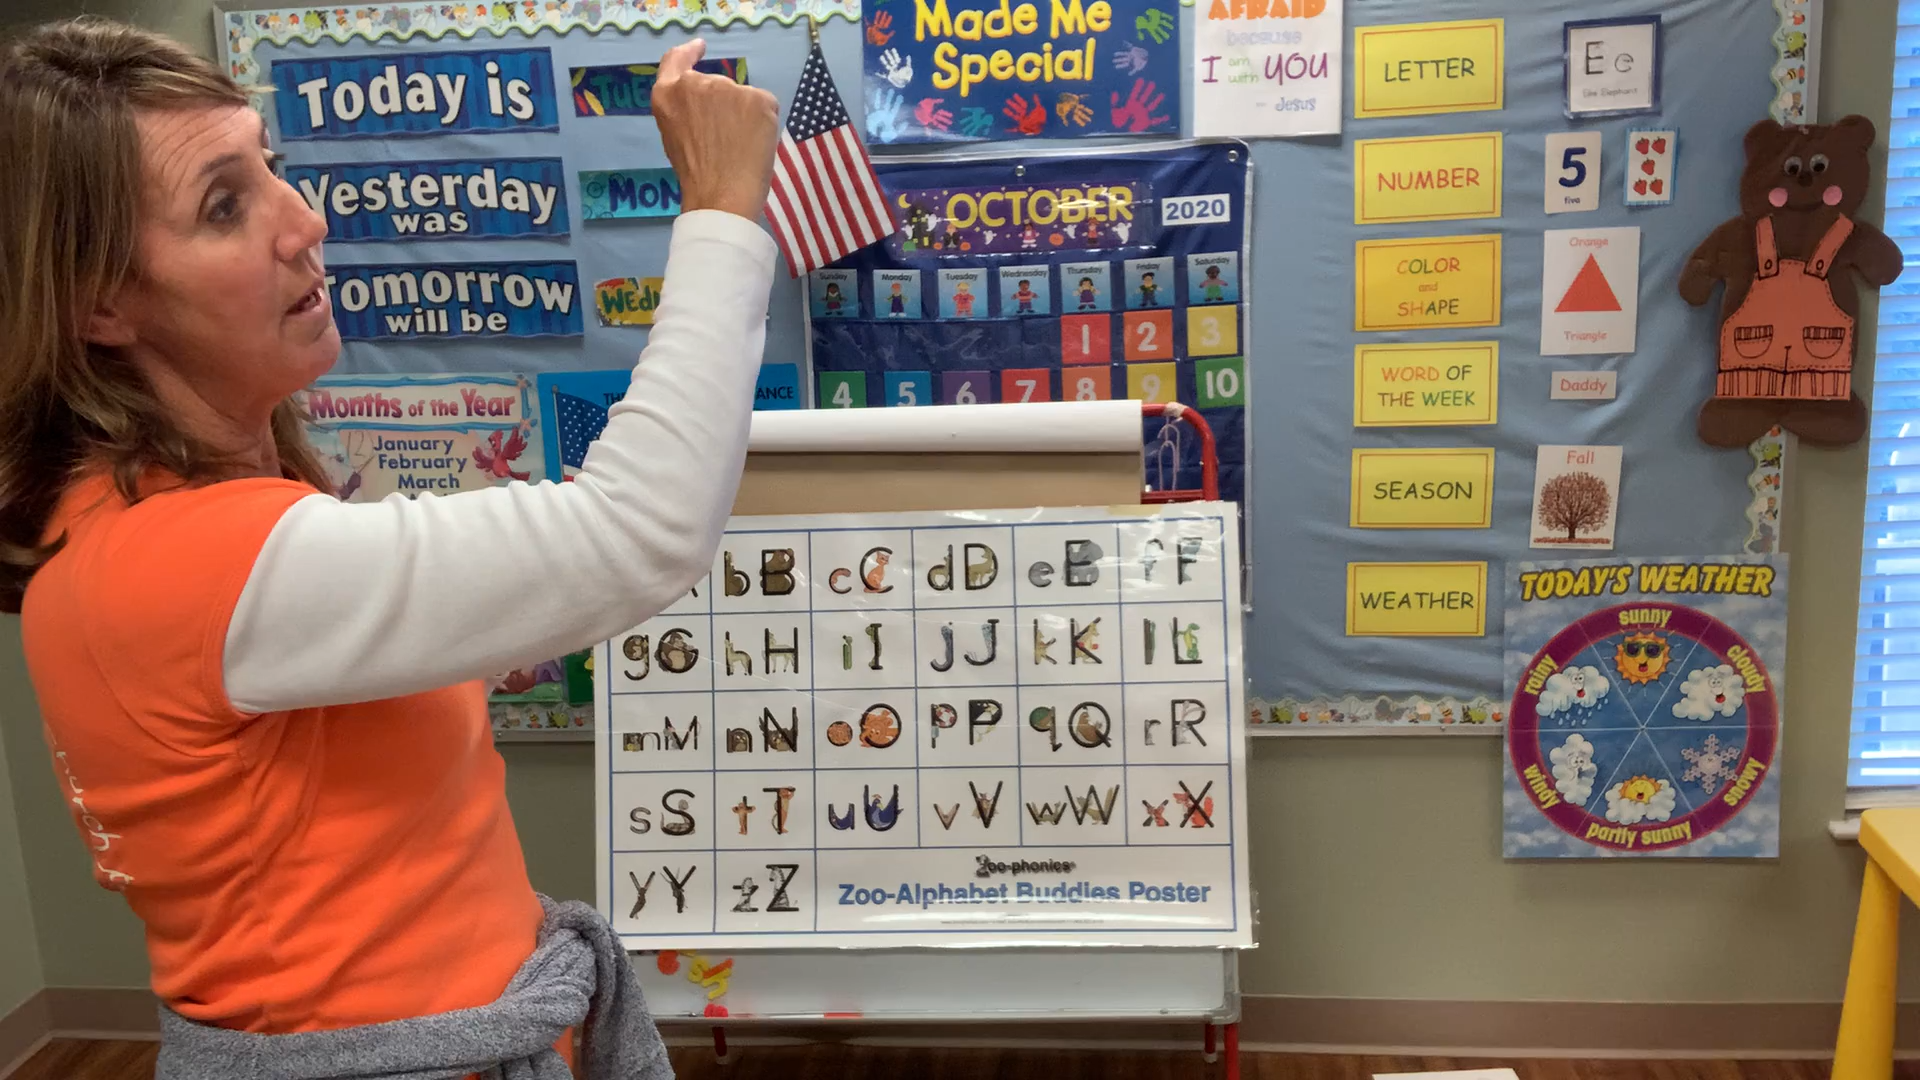 Today is
TUE
Yesterday
was
MON
Tomorrow
will be
WEDN
Months of the Year
12
January
February
March
ANCE
Made Me
Special
AFRAID
because
I am with YOU
Jesus
OCTOBER
2020
Sunday Monday Tuesday Wednesday Thursday Friday Saturday
1 2 3
4 5 6 7 8 9 10
LETTER
Ee
NUMBER
5
five
COLOR
and
SHAPE
Orange
Triangle
WORD OF
THE WEEK
Daddy
SEASON
Fall
WEATHER
TODAY'S WEATHER
sunny
cloudy
snowy
partly sunny
windy
rainy
bB cC dD eE fF
gG hH iI jJ kK lL
mM nN oO pP qQ rR
sS tT uU vV wW xX
yY zZ
Zoo-phonics
Zoo-Alphabet Buddies Poster